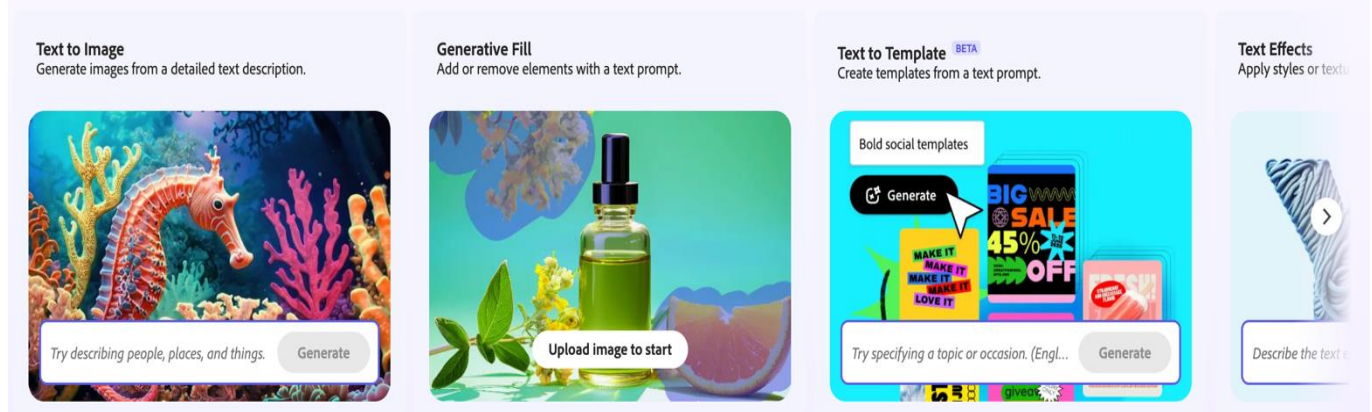 Text to Image
Generate images from a detailed text description.
Try describing people, places, and things.
Generate
Generative Fill
Add or remove elements with a text prompt.
Upload image to start
Text to Template BETA
Create templates from a text prompt.
Bold social templates
Generate
MAKE IT
MAKE IT
MAKE IT
MAKE IT
LOVE IT
BIG
SALE
45%
OFF
FRESH!
Try specifying a topic or occasion. (Engl...
Generate
Text Effects
Apply styles or
Describe the text